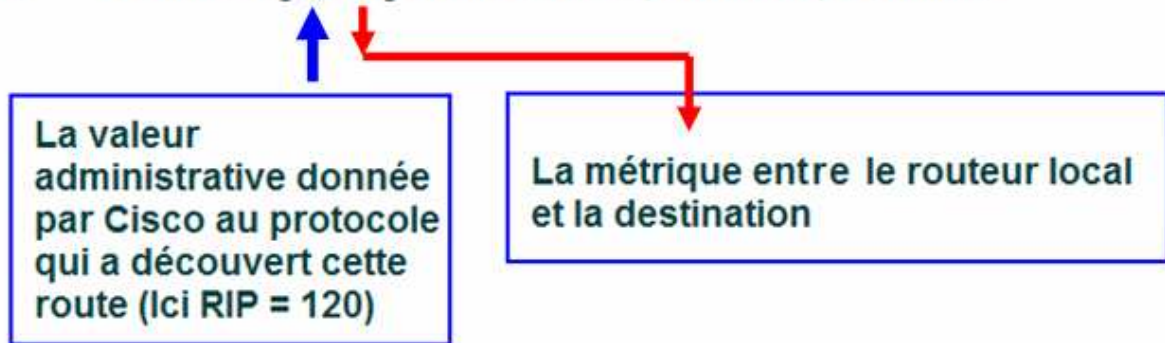 La valeur
administrative donnée
par Cisco au protocole
qui a découvert cette
route (Ici RIP = 120)
La métrique entre le routeur local
et la destination